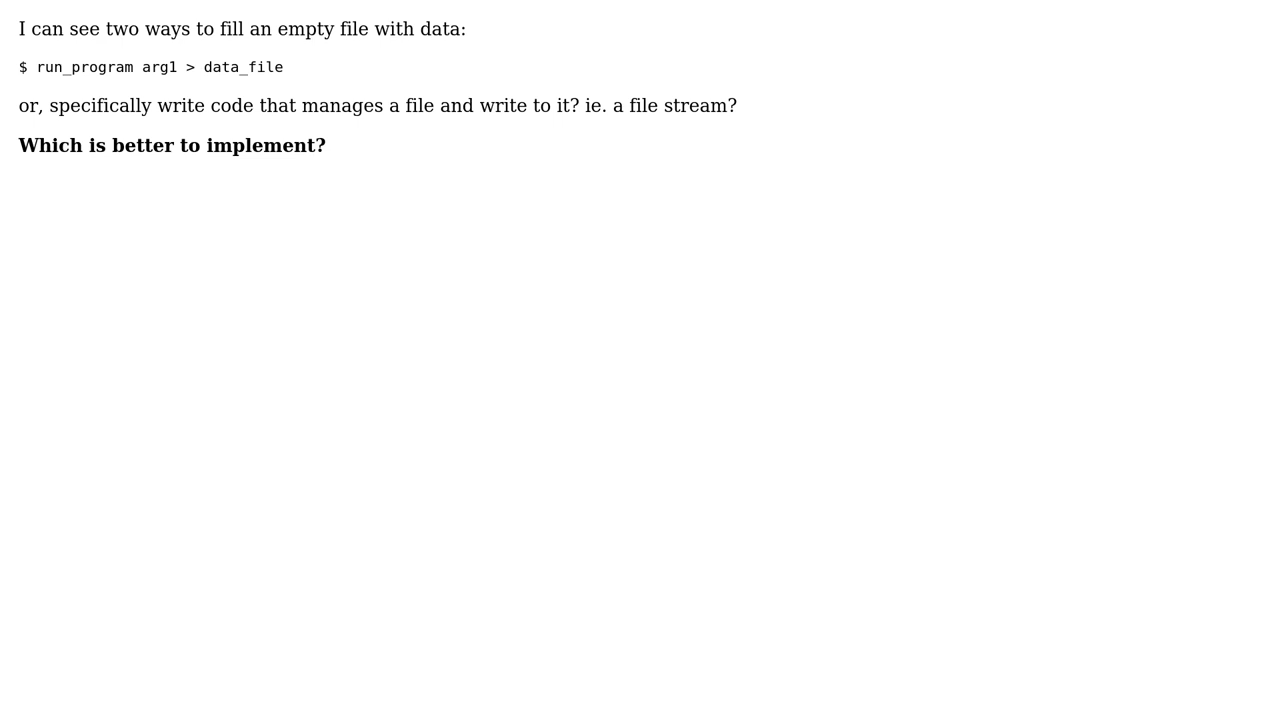 I can see two ways to fill an empty file with data:
$ run_program arg1 > data_file
or, specifically write code that manages a file and write to it? ie. a file stream?
Which is better to implement?